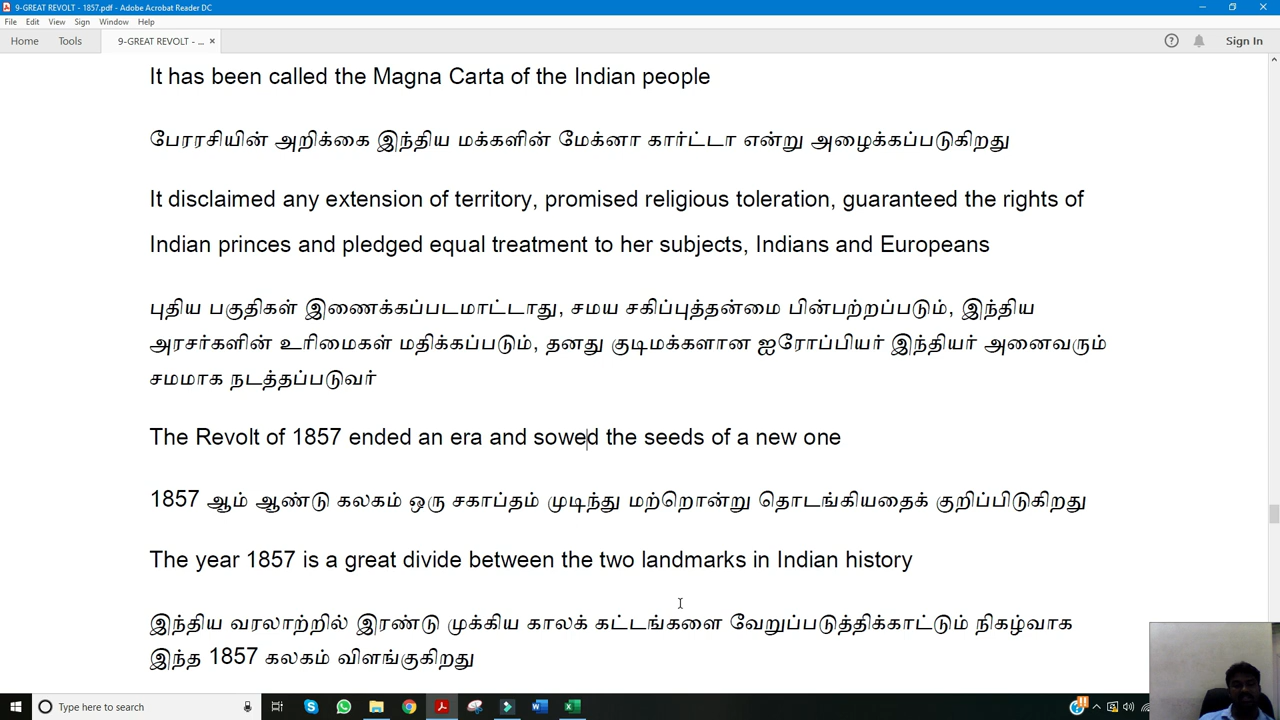 9-GREAT REVOLT - 1857.pdf - Adobe Acrobat Reader DC
File Edit View Sign Window Help
Home Tools 9-GREAT REVOLT - ... × Sign In
It has been called the Magna Carta of the Indian people
பேரரசியின் அறிக்கை இந்திய மக்களின் மேக்னா கார்ட்டா என்று அழைக்கப்படுகிறது
It disclaimed any extension of territory, promised religious toleration, guaranteed the rights of
Indian princes and pledged equal treatment to her subjects, Indians and Europeans
புதிய பகுதிகள் இணைக்கப்படமாட்டாது, சமய சகிப்புத்தன்மை பின்பற்றப்படும், இந்திய
அரசர்களின் உரிமைகள் மதிக்கப்படும், தனது குடிமக்களான ஐரோப்பியர் இந்தியர் அனைவரும்
சமமாக நடத்தப்படுவர்
The Revolt of 1857 ended an era and sowed the seeds of a new one
1857 ஆம் ஆண்டு கலகம் ஒரு சகாப்தம் முடிந்து மற்றொன்று தொடங்கியதைக் குறிப்பிடுகிறது
The year 1857 is a great divide between the two landmarks in Indian history
இந்திய வரலாற்றில் இரண்டு முக்கிய காலக் கட்டங்களை வேறுப்படுத்திக்காட்டும் நிகழ்வாக
இந்த 1857 கலகம் விளங்குகிறது
Type here to search